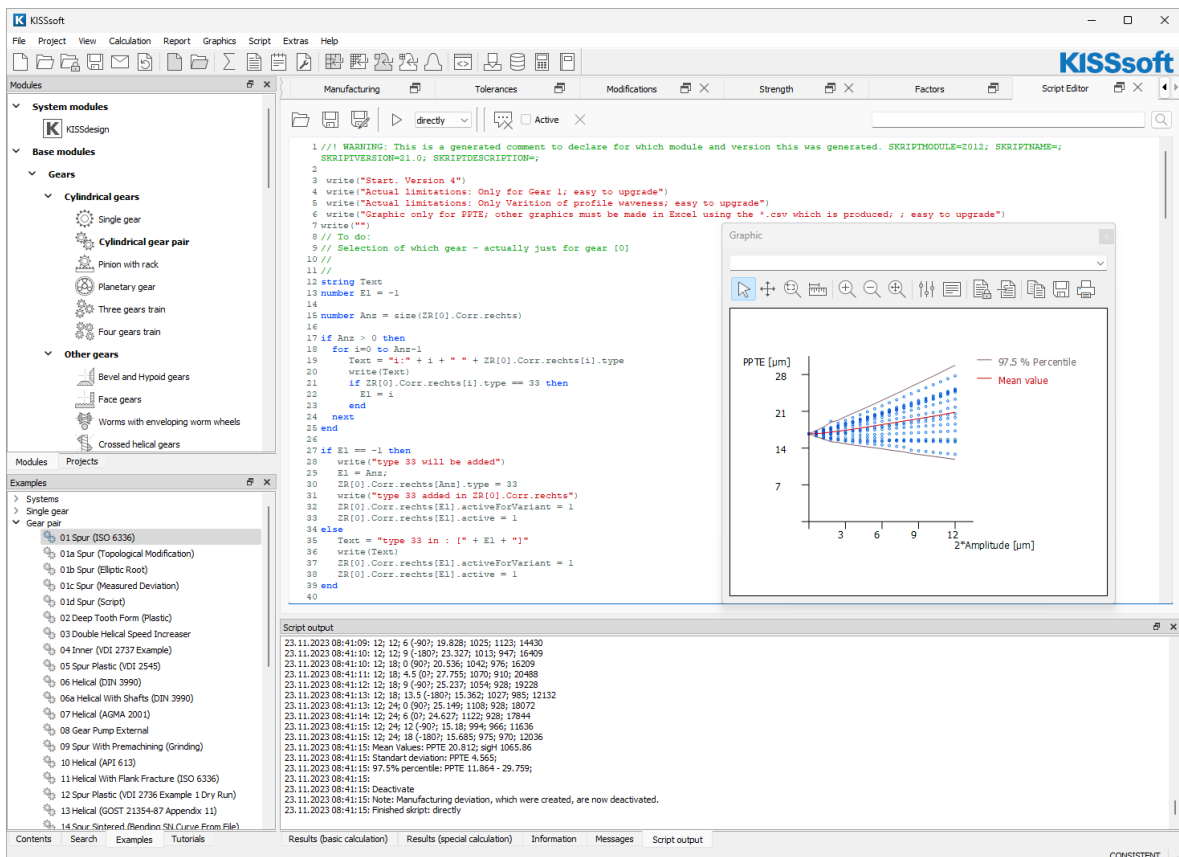 KISSsoft
File Project View Calculation Report Graphics Script Extras Help
KISSsoft
Modules
System modules
KISSdesign
Base modules
Gears
Cylindrical gears
Single gear
Cylindrical gear pair
Pinion with rack
Planetary gear
Three gears train
Four gears train
Other gears
Bevel and Hypoid gears
Face gears
Worms with enveloping worm wheels
Crossed helical gears
Modules Projects
Examples
Systems
Single gear
Gear pair
01 Spur (ISO 6336)
01a Spur (Topological Modification)
01b Spur (Elliptic Root)
01c Spur (Measured Deviation)
01d Spur (Script)
02 Deep Tooth Form (Plastic)
03 Double Helical Speed Increaser
04 Inner (VDI 2737 Example)
05 Spur Plastic (VDI 2545)
06 Helical (DIN 3990)
06a Helical With Shafts (DIN 3990)
07 Helical (AGMA 2001)
08 Gear Pump External
09 Spur With Premachining (Grinding)
10 Helical (API 613)
11 Helical With Flank Fracture (ISO 6336)
12 Spur Plastic (VDI 2736 Example 1 Dry Run)
13 Helical (GOST 21354-87 Appendix 11)
14 Spur Sintered (Bending SN Curve From File)
Contents Search Examples Tutorials
Manufacturing Tolerances Modifications Strength Factors Script Editor
directly Active
1 //! WARNING: This is a generated comment to declare for which module and version this was generated. SKRIPTMODULE=Z012; SKRIPTNAME=;
SKRIPTVERSION=21.0; SKRIPTDESCRIPTION=;
2
3 write("Start. Version 4")
4 write("Actual limitations: Only for Gear 1; easy to upgrade")
5 write("Actual limitations: Only Varition of profile waveness; easy to upgrade")
6 write("Graphic only for PPTE; other graphics must be made in Excel using the *.csv which is produced; ; easy to upgrade")
7 write("")
8 // To do:
9 // Selection of which gear - actually just for gear [0]
10 //
11 //
12 string Text
13 number El = -1
14
15 number Anz = size(ZR[0].Corr.rechts)
16
17 if Anz > 0 then
18 for i=0 to Anz-1
19 Text = "i:" + i + " " + ZR[0].Corr.rechts[i].type
20 write(Text)
21 if ZR[0].Corr.rechts[i].type == 33 then
22 El = i
23 end
24 next
25 end
26
27 if El == -1 then
28 write("type 33 will be added")
29 El = Anz;
30 ZR[0].Corr.rechts[Anz].type = 33
31 write("type 33 added in ZR[0].Corr.rechts")
32 ZR[0].Corr.rechts[El].activeForVariant = 1
33 ZR[0].Corr.rechts[El].active = 1
34 else
35 Text = "type 33 in : [" + El + "]"
36 write(Text)
37 ZR[0].Corr.rechts[El].activeForVariant = 1
38 ZR[0].Corr.rechts[El].active = 1
39 end
40
Graphic
PPTE [µm]
28
21
14
7
3 6 9 12
2*Amplitude [µm]
97.5 % Percentile
Mean value
Script output
23.11.2023 08:41:09: 12; 12; 6 (-90?; 19.828; 1025; 1123; 14430
23.11.2023 08:41:10: 12; 12; 9 (-180?; 23.327; 1013; 947; 16409
23.11.2023 08:41:10: 12; 18; 0 (90?; 20.536; 1042; 976; 16209
23.11.2023 08:41:11: 12; 18; 4.5 (0?; 27.755; 1070; 910; 20488
23.11.2023 08:41:12: 12; 18; 9 (-90?; 25.237; 1054; 928; 19228
23.11.2023 08:41:13: 12; 18; 13.5 (-180?; 15.362; 1027; 985; 12132
23.11.2023 08:41:13: 12; 24; 0 (90?; 25.149; 1108; 928; 18072
23.11.2023 08:41:14: 12; 24; 6 (0?; 24.627; 1122; 928; 17844
23.11.2023 08:41:15: 12; 24; 12 (-90?; 15.18; 994; 966; 11636
23.11.2023 08:41:15: 12; 24; 18 (-180?; 15.685; 975; 970; 12036
23.11.2023 08:41:15: Mean Values: PPTE 20.812; sigH 1065.86
23.11.2023 08:41:15: Standart deviation: PPTE 4.565;
23.11.2023 08:41:15: 97.5% percentile: PPTE 11.864 - 29.759;
23.11.2023 08:41:15:
23.11.2023 08:41:15: Deactivate
23.11.2023 08:41:15: Note: Manufacturing deviation, which were created, are now deactivated.
23.11.2023 08:41:15: Finished skript: directly
Results (basic calculation) Results (special calculation) Information Messages Script output
CONSISTENT